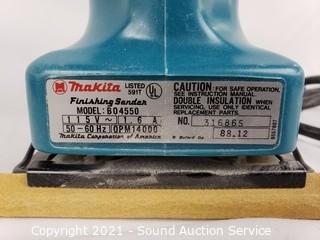 Makita
LISTED
591T
UL
Finishing Sander
MODEL: BO4550
115V~ 1.6A
50-60Hz OPM14000
Makita Corporation of America
CAUTION: FOR SAFE OPERATION,
SEE INSTRUCTION MANUAL.
DOUBLE INSULATION WHEN
SERVICING, USE ONLY IDENTICAL
REPLACEMENT PARTS.
NO. 316865
88.12
Copyright 2021 - Sound Auction Service